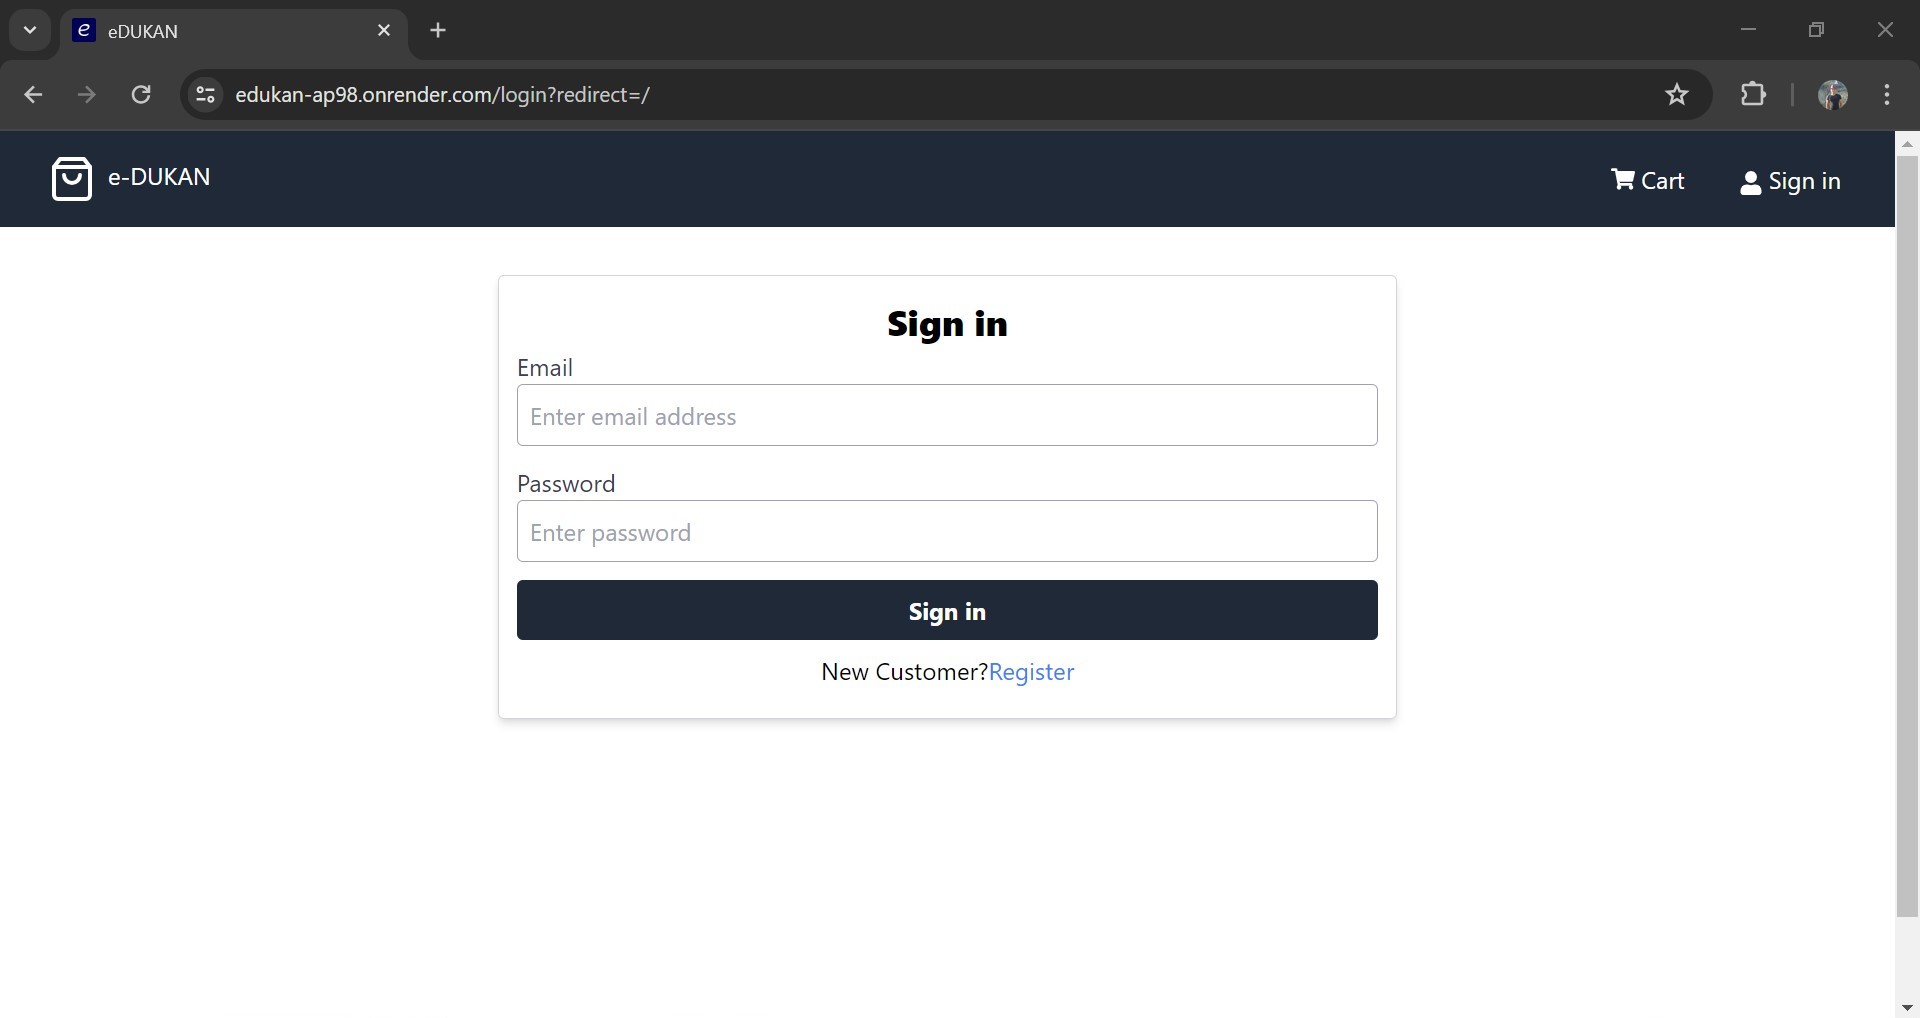 eDUKAN
edukan-ap98.onrender.com/login?redirect=/
e-DUKAN
Cart
Sign in
Sign in
Email
Enter email address
Password
Enter password
Sign in
New Customer?Register